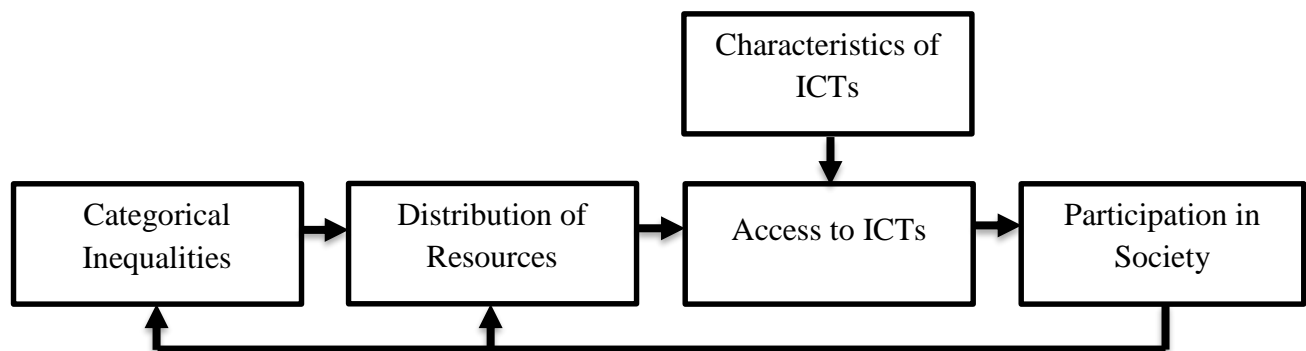 Characteristics of
ICTs
Categorical
Inequalities
Distribution of
Resources
Access to ICTs
Participation in
Society